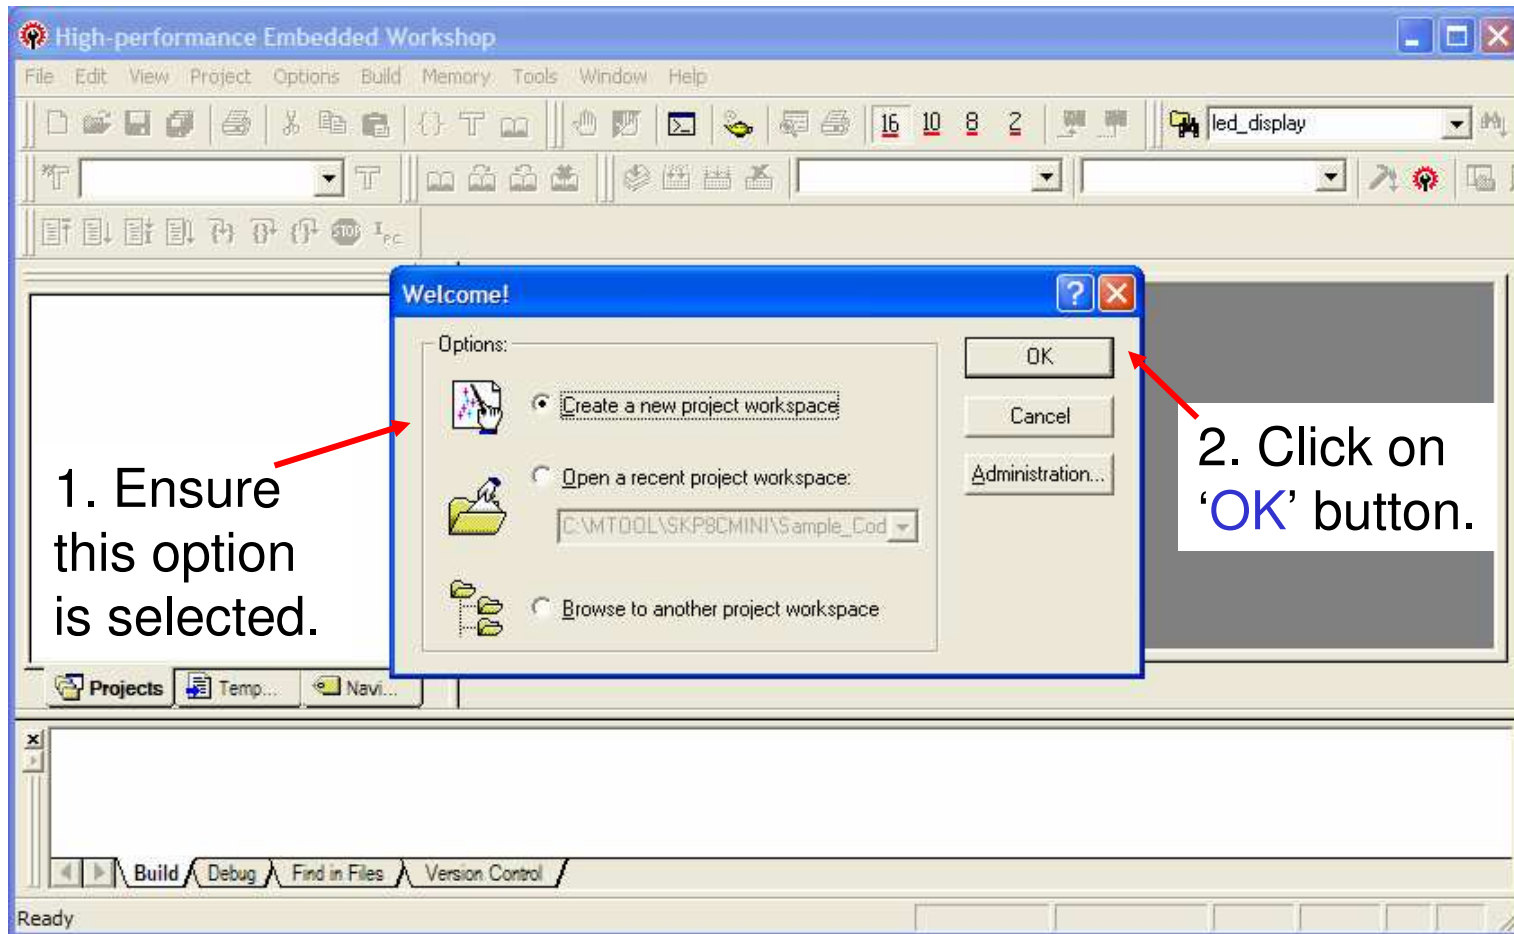 High-performance Embedded Workshop
File Edit View Project Options Build Memory Tools Window Help
16 10 8 2 led_display
STOP IPC
Welcome!
Options:
Create a new project workspace
Open a recent project workspace:
C:\MTOOL\SKP8CMINI\Sample_Cod
Browse to another project workspace
OK
Cancel
Administration...
1. Ensure
this option
is selected.
2. Click on
‘OK’ button.
Projects Temp... Navi...
Build Debug Find in Files Version Control
Ready